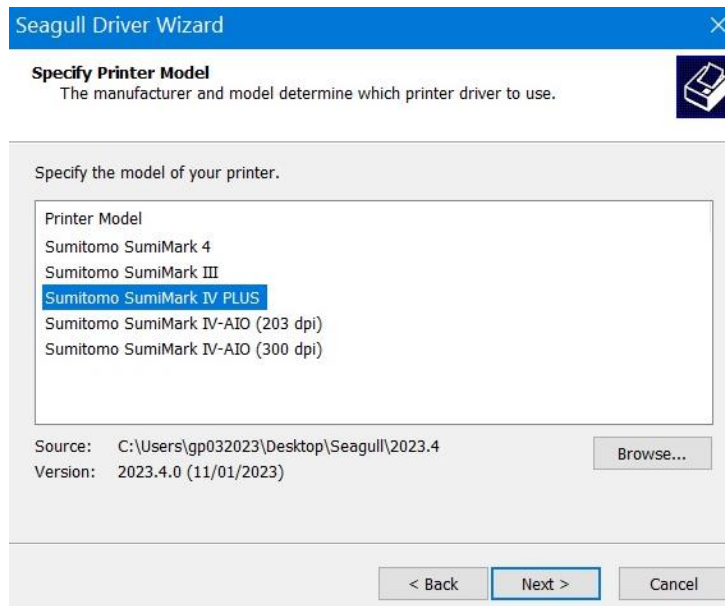 Seagull Driver Wizard
Specify Printer Model
The manufacturer and model determine which printer driver to use.
Specify the model of your printer.
Printer Model
Sumitomo SumiMark 4
Sumitomo SumiMark III
Sumitomo SumiMark IV PLUS
Sumitomo SumiMark IV-AIO (203 dpi)
Sumitomo SumiMark IV-AIO (300 dpi)
Source: C:\Users\gp032023\Desktop\Seagull\2023.4
Browse...
Version: 2023.4.0 (11/01/2023)
< Back Next > Cancel